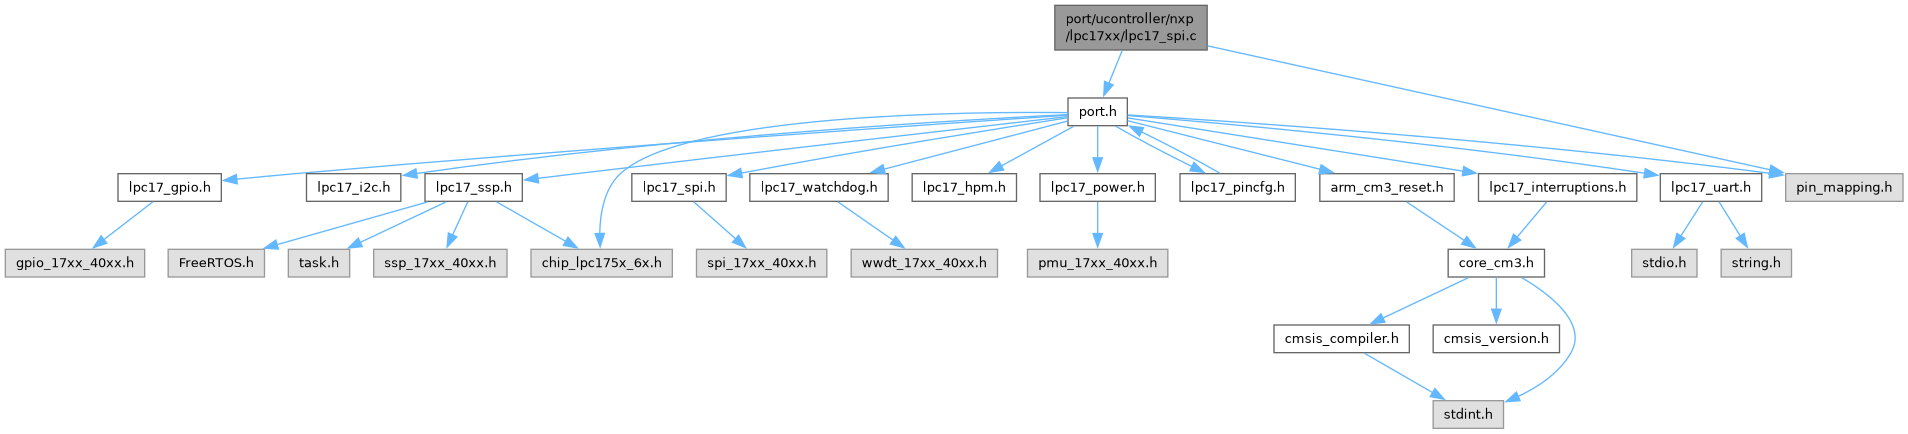 port/ucontroller/nxp
/lpc17xx/lpc17_spi.c
port.h
lpc17_gpio.h
lpc17_i2c.h
lpc17_ssp.h
lpc17_spi.h
lpc17_watchdog.h
lpc17_hpm.h
lpc17_power.h
lpc17_pincfg.h
arm_cm3_reset.h
lpc17_interruptions.h
lpc17_uart.h
pin_mapping.h
gpio_17xx_40xx.h
FreeRTOS.h
task.h
ssp_17xx_40xx.h
chip_lpc175x_6x.h
spi_17xx_40xx.h
wwdt_17xx_40xx.h
pmu_17xx_40xx.h
core_cm3.h
stdio.h
string.h
cmsis_compiler.h
cmsis_version.h
stdint.h